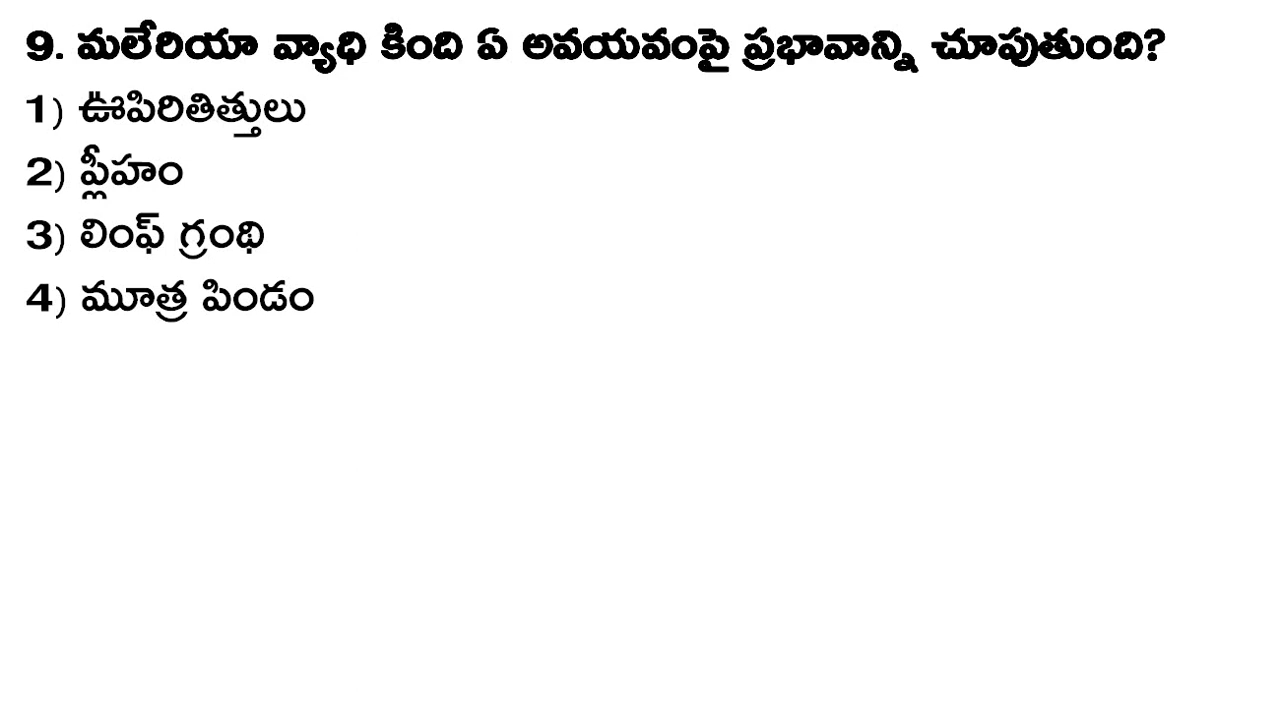 9. మలేరియా వ్యాధి కింది ఏ అవయవంపై ప్రభావాన్ని చూపుతుంది?
1) ఊపిరితిత్తులు
2) ప్లీహం
3) లింఫ్ గ్రంథి
4) మూత్ర పిండం